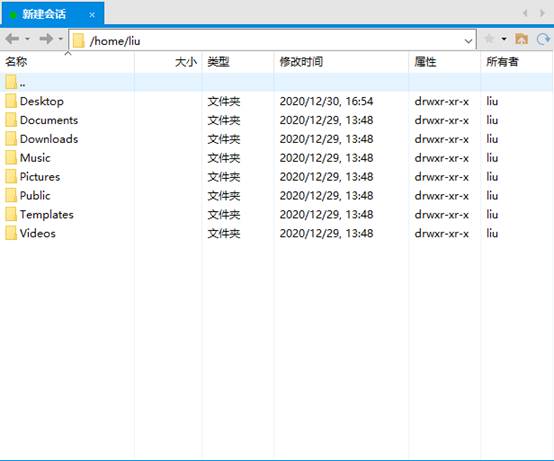 新建会话
/home/liu
名称 大小 类型 修改时间 属性 所有者
..
Desktop 文件夹 2020/12/30, 16:54 drwxr-xr-x liu
Documents 文件夹 2020/12/29, 13:48 drwxr-xr-x liu
Downloads 文件夹 2020/12/29, 13:48 drwxr-xr-x liu
Music 文件夹 2020/12/29, 13:48 drwxr-xr-x liu
Pictures 文件夹 2020/12/29, 13:48 drwxr-xr-x liu
Public 文件夹 2020/12/29, 13:48 drwxr-xr-x liu
Templates 文件夹 2020/12/29, 13:48 drwxr-xr-x liu
Videos 文件夹 2020/12/29, 13:48 drwxr-xr-x liu